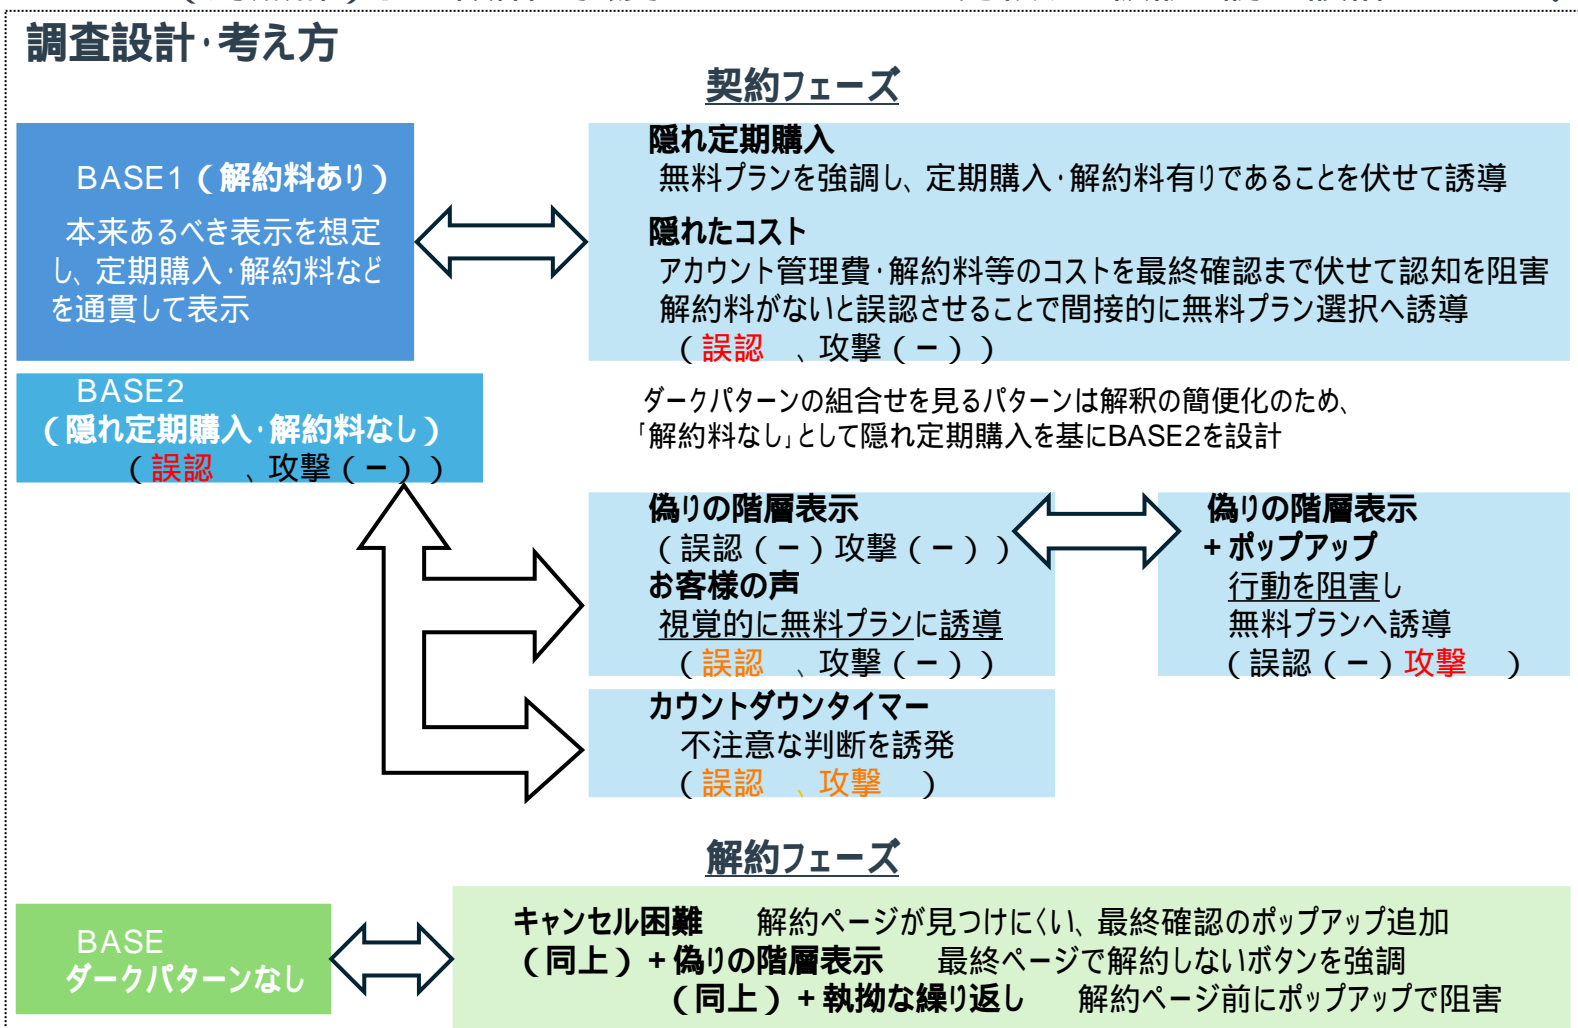 調査設計・考え方
契約フェーズ
BASE1（解約料あり）
本来あるべき表示を想定
し、定期購入・解約料など
を通貫して表示
隠れ定期購入
無料プランを強調し、定期購入・解約料有りであることを伏せて誘導
隠れたコスト
アカウント管理費・解約料等のコストを最終確認まで伏せて認知を阻害
解約料がないと誤認させることで間接的に無料プラン選択へ誘導
（誤認　、攻撃（－））
BASE2
（隠れ定期購入・解約料なし）
（誤認　、攻撃（－））
ダークパターンの組合せを見るパターンは解釈の簡便化のため、
「解約料なし」として隠れ定期購入を基にBASE2を設計
偽りの階層表示
（誤認（－）攻撃（－））
お客様の声
視覚的に無料プランに誘導
（誤認　、攻撃（－））
偽りの階層表示
+ポップアップ
行動を阻害し
無料プランへ誘導
（誤認（－）攻撃　）
カウントダウンタイマー
不注意な判断を誘発
（誤認　、攻撃　）
解約フェーズ
BASE
ダークパターンなし
キャンセル困難　解約ページが見つけにくい、最終確認のポップアップ追加
（同上）+偽りの階層表示　最終ページで解約しないボタンを強調
（同上）+執拗な繰り返し　解約ページ前にポップアップで阻害